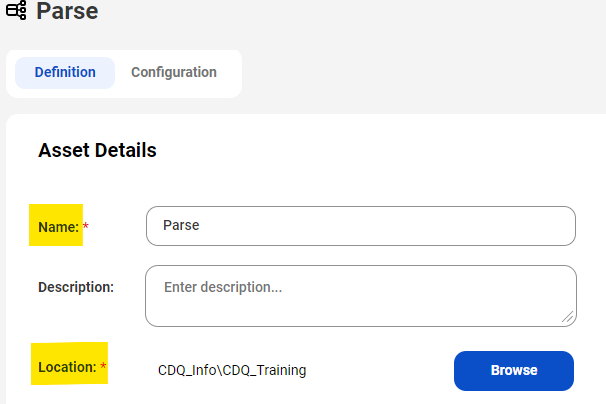 Parse
Definition Configuration
Asset Details
Name: * Parse
Description: Enter description...
Location: * CDQ_Info\CDQ_Training Browse